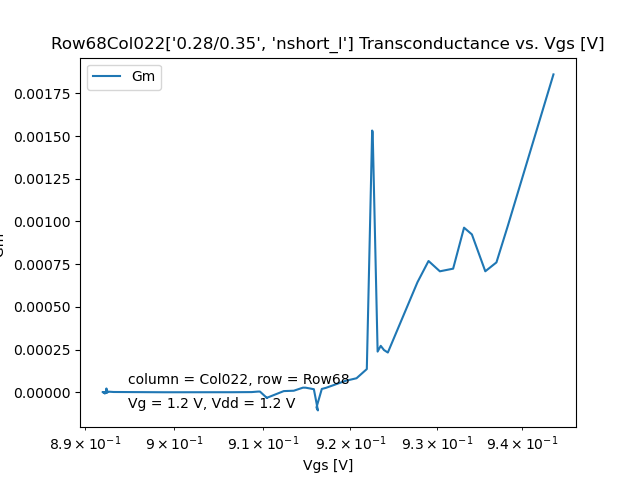 Row68Col022['0.28/0.35', 'nshort_l'] Transconductance vs. Vgs [V]
Gm
0.00175
0.00150
0.00125
0.00100
0.00075
0.00050
0.00025
0.00000
Gm
column = Col022, row = Row68
Vg = 1.2 V, Vdd = 1.2 V
8.9 × 10⁻¹ 9 × 10⁻¹ 9.1 × 10⁻¹ 9.2 × 10⁻¹ 9.3 × 10⁻¹ 9.4 × 10⁻¹
Vgs [V]